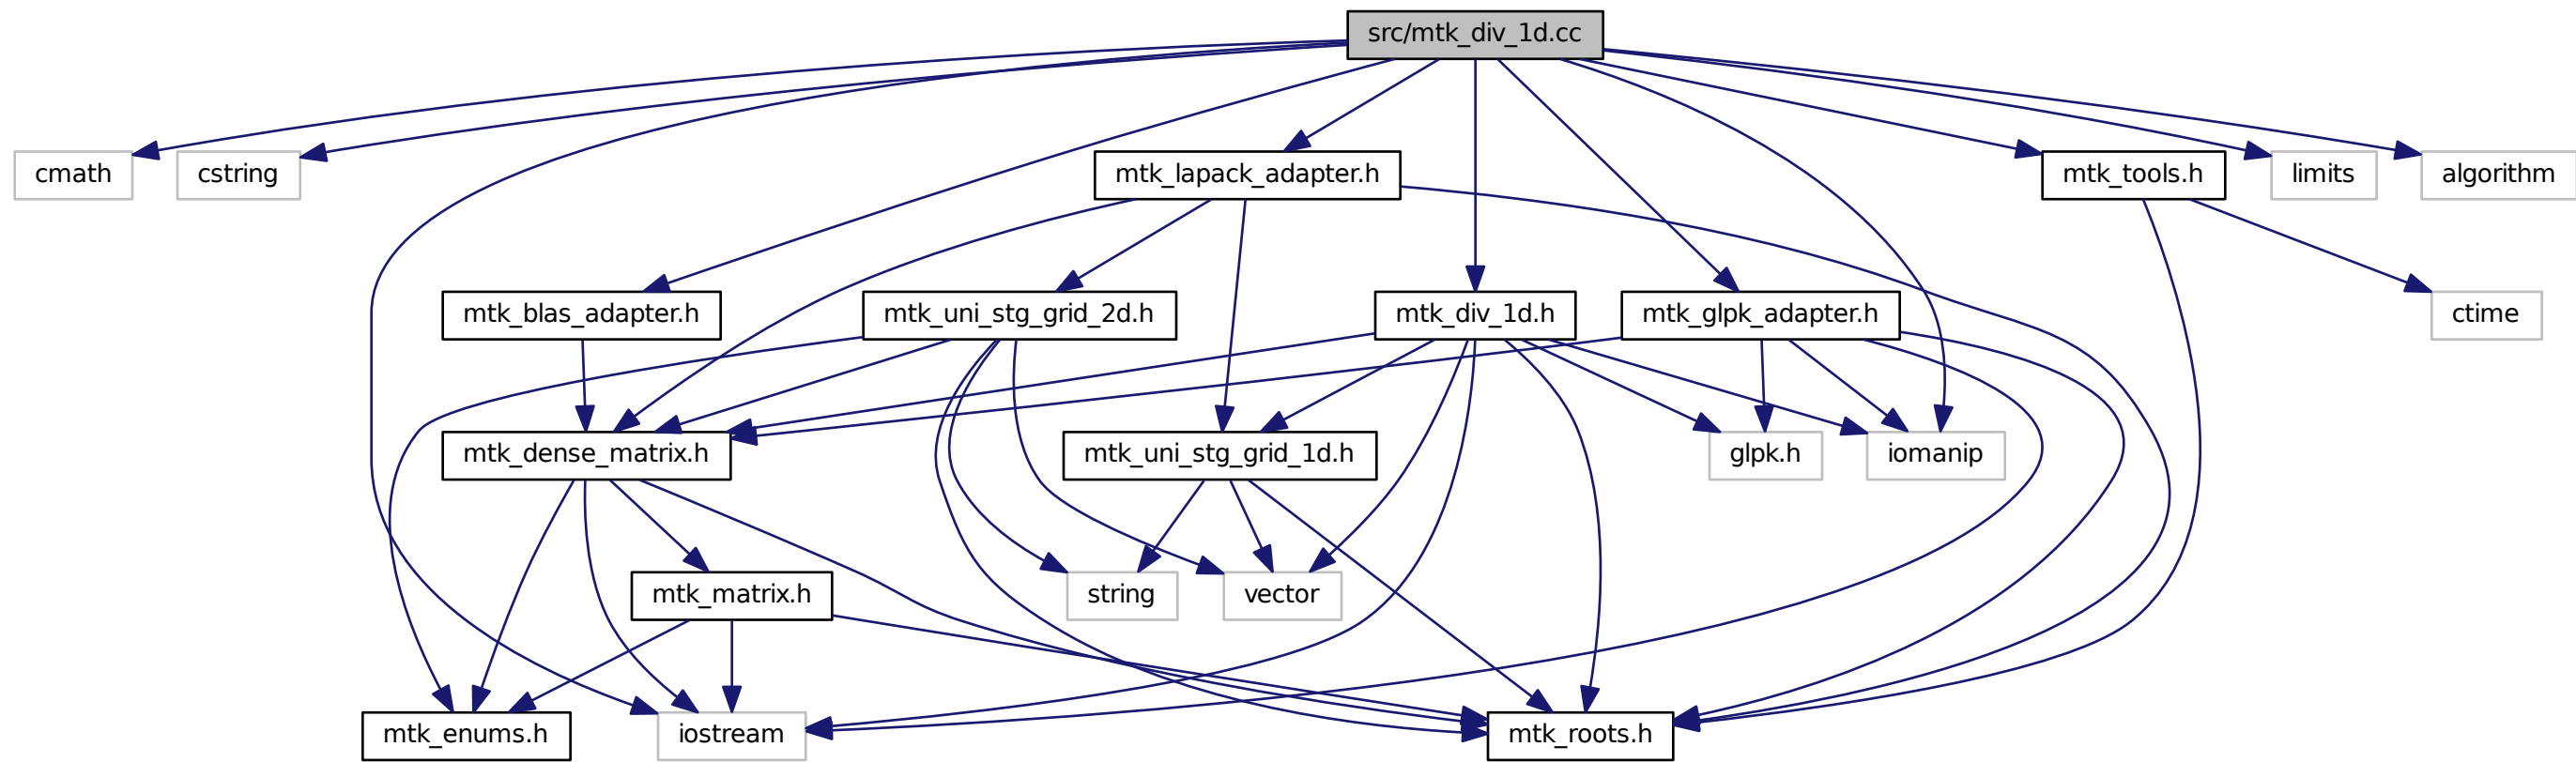 src/mtk_div_1d.cc
cmath
cstring
mtk_lapack_adapter.h
mtk_tools.h
limits
algorithm
mtk_blas_adapter.h
mtk_uni_stg_grid_2d.h
mtk_div_1d.h
mtk_glpk_adapter.h
ctime
mtk_dense_matrix.h
mtk_uni_stg_grid_1d.h
glpk.h
iomanip
mtk_matrix.h
string
vector
mtk_enums.h
iostream
mtk_roots.h